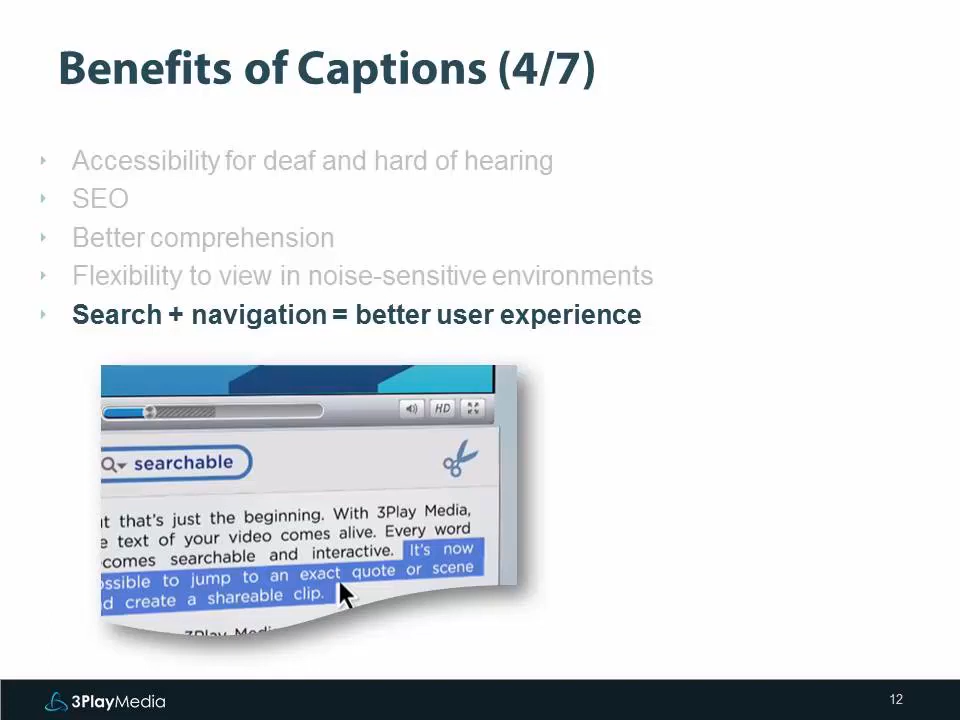 Benefits of Captions (4/7)
Accessibility for deaf and hard of hearing
SEO
Better comprehension
Flexibility to view in noise-sensitive environments
Search + navigation = better user experience
HD
searchable
that's just the beginning. With 3Play Media,
text of your video comes alive. Every word
comes searchable and interactive. It's now
ossible to jump to an exact quote or scene
d create a shareable clip.
3Play Media
3PlayMedia
12